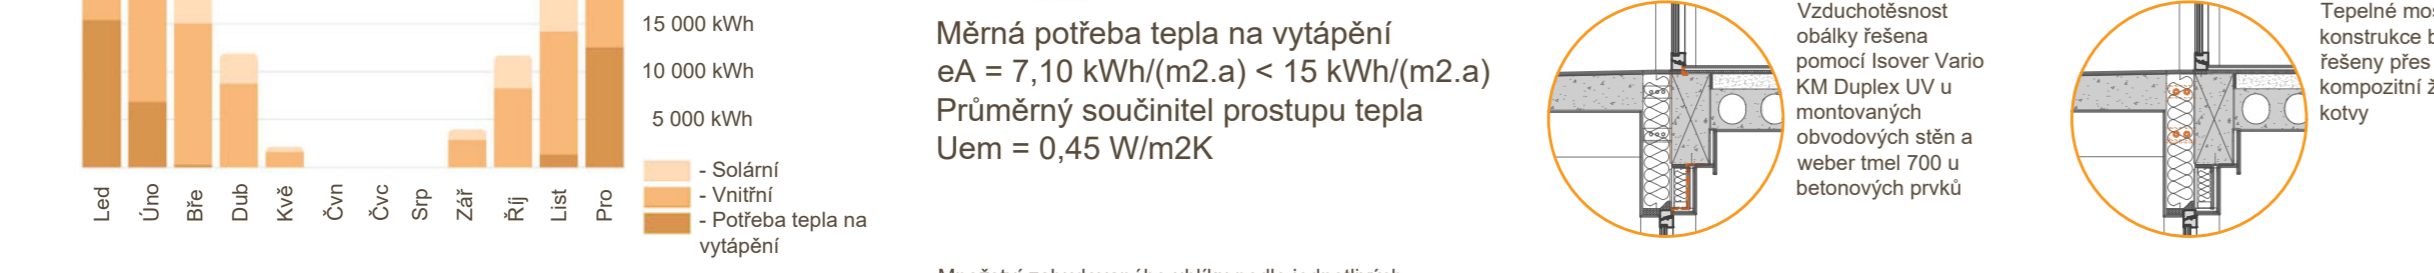 15 000 kWh
10 000 kWh
5 000 kWh
Led
Úno
Bře
Dub
Kvě
Čvn
Čvc
Srp
Zář
Říj
List
Pro
- Solární
- Vnitřní
- Potřeba tepla na
vytápění
Měrná potřeba tepla na vytápění
eA = 7,10 kWh/(m2.a) < 15 kWh/(m2.a)
Průměrný součinitel prostupu tepla
Uem = 0,45 W/m2K
Vzduchotěsnost
obálky řešena
pomocí Isover Vario
KM Duplex UV u
montovaných
obvodových stěn a
weber tmel 700 u
betonových prvků
Tepelné
konstrukce
řešeny přes
kompozitní
kotvy